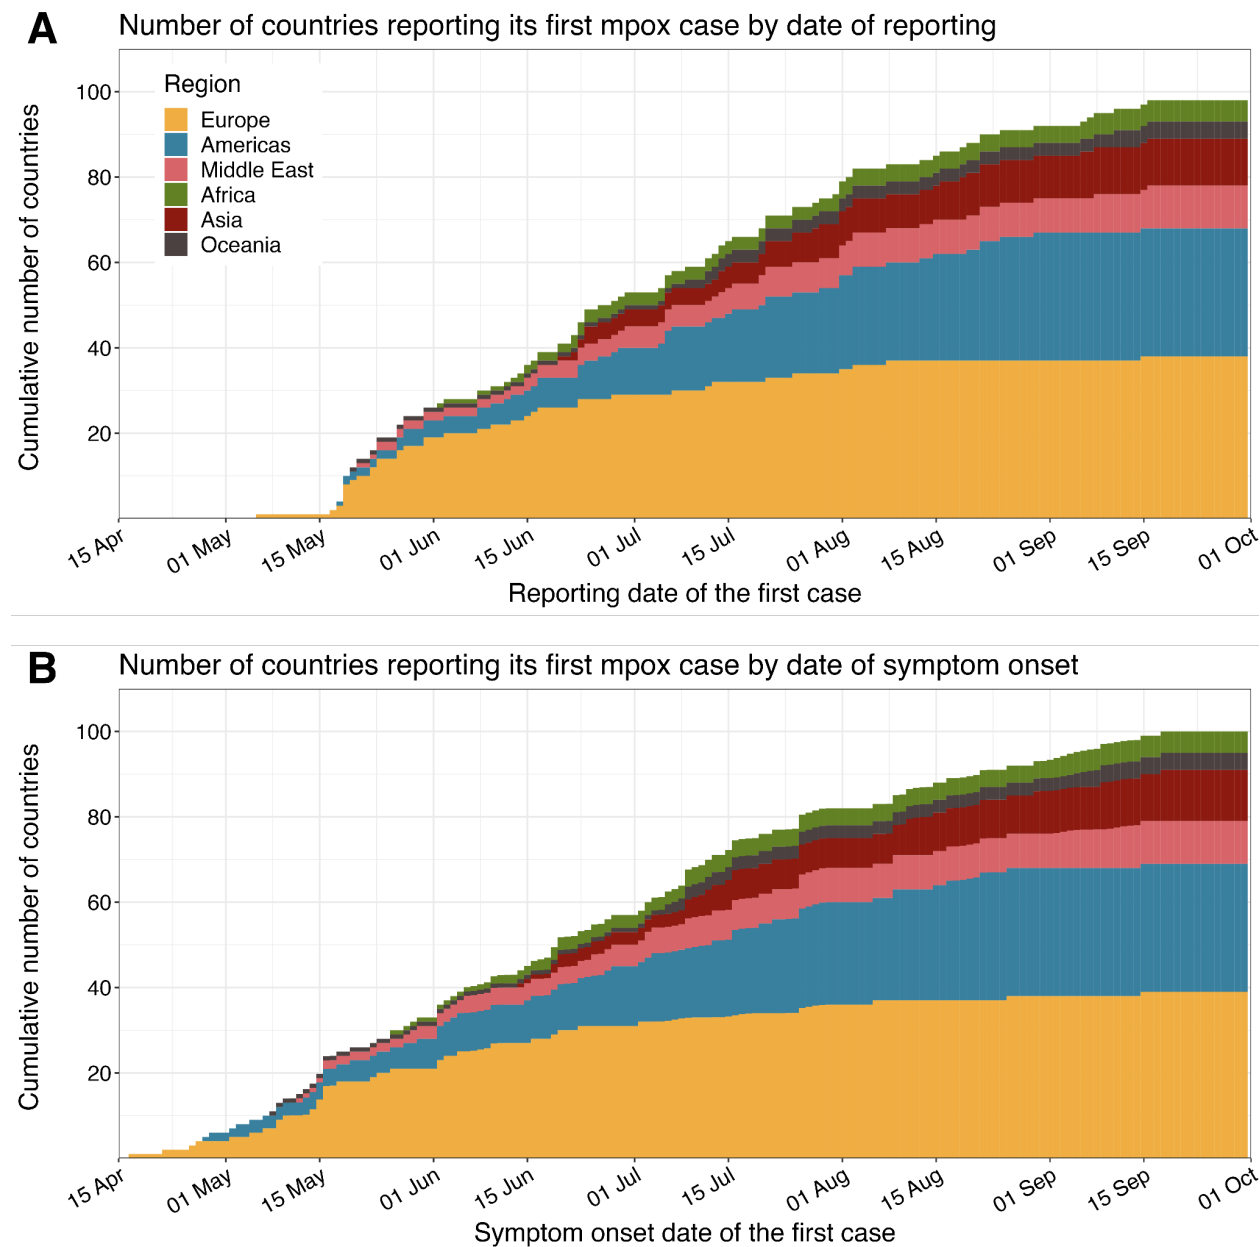 A
Number of countries reporting its first mpox case by date of reporting
Cumulative number of countries
100
80
60
40
20
Region
Europe
Americas
Middle East
Africa
Asia
Oceania
15 Apr
01 May
15 May
01 Jun
15 Jun
01 Jul
15 Jul
01 Aug
15 Aug
01 Sep
15 Sep
01 Oct
Reporting date of the first case
B
Number of countries reporting its first mpox case by date of symptom onset
Cumulative number of countries
100
80
60
40
20
15 Apr
01 May
15 May
01 Jun
15 Jun
01 Jul
15 Jul
01 Aug
15 Aug
01 Sep
15 Sep
01 Oct
Symptom onset date of the first case